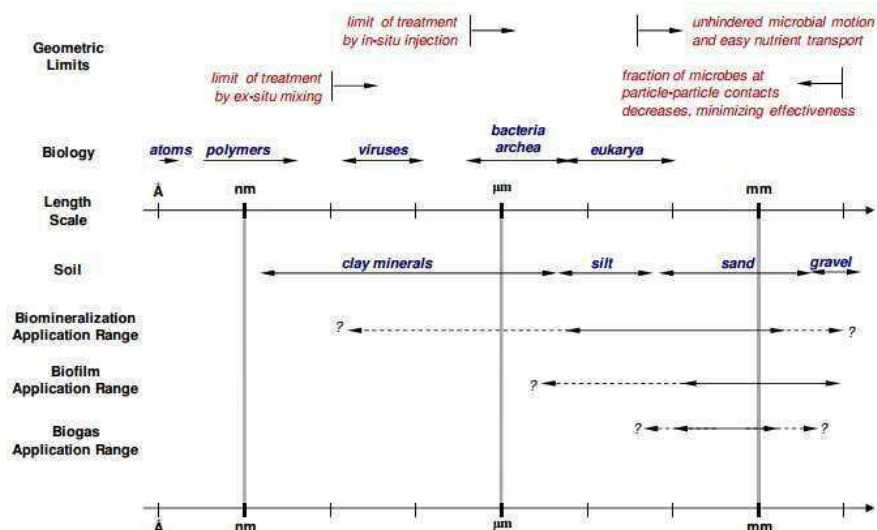 Geometric
Limits
limit of treatment
by in-situ injection
unhindered microbial motion
and easy nutrient transport
limit of treatment
by ex-situ mixing
fraction of microbes at
particle-particle contacts
decreases, minimizing effectiveness
Biology
atoms polymers viruses bacteria
archea eukarya
Å nm μm mm
Length
Scale
Soil
clay minerals silt sand gravel
Biomineralization
Application Range
? ?
Biofilm
Application Range
?
Biogas
Application Range
? ?
Å nm μm mm